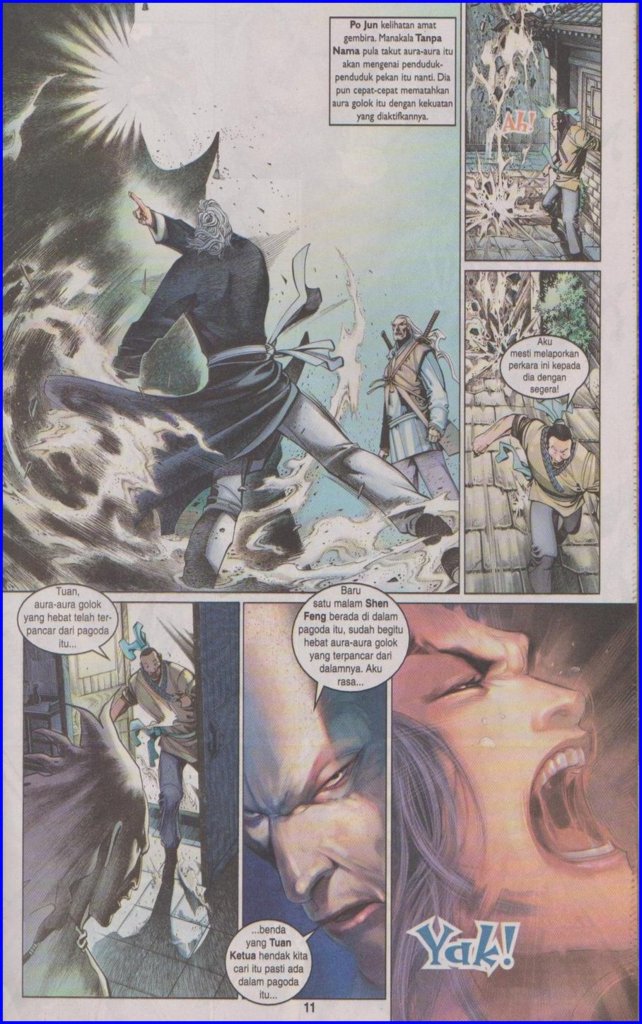 Po Jun kelihatan amat
gembira. Manakala Tanpa
Nama pula takut aura-aura itu
akan mengenai penduduk-
penduduk pekan itu nanti. Dia
pun cepat-cepat mematahkan
aura golok itu dengan kekuatan
yang diaktifkannya.
Ah!
Aku
mesti melaporkan
perkara ini kepada
dia dengan
segera!
Tuan,
aura-aura golok
yang hebat telah ter-
pancar dari pagoda
itu...
Baru
satu malam Shen
Feng berada di dalam
pagoda itu, sudah begitu
hebat aura-aura golok
yang terpancar dari
dalamnya. Aku
rasa...
...benda
yang Tuan
Ketua hendak kita
cari itu pasti ada
dalam pagoda
itu...
Yak!
11